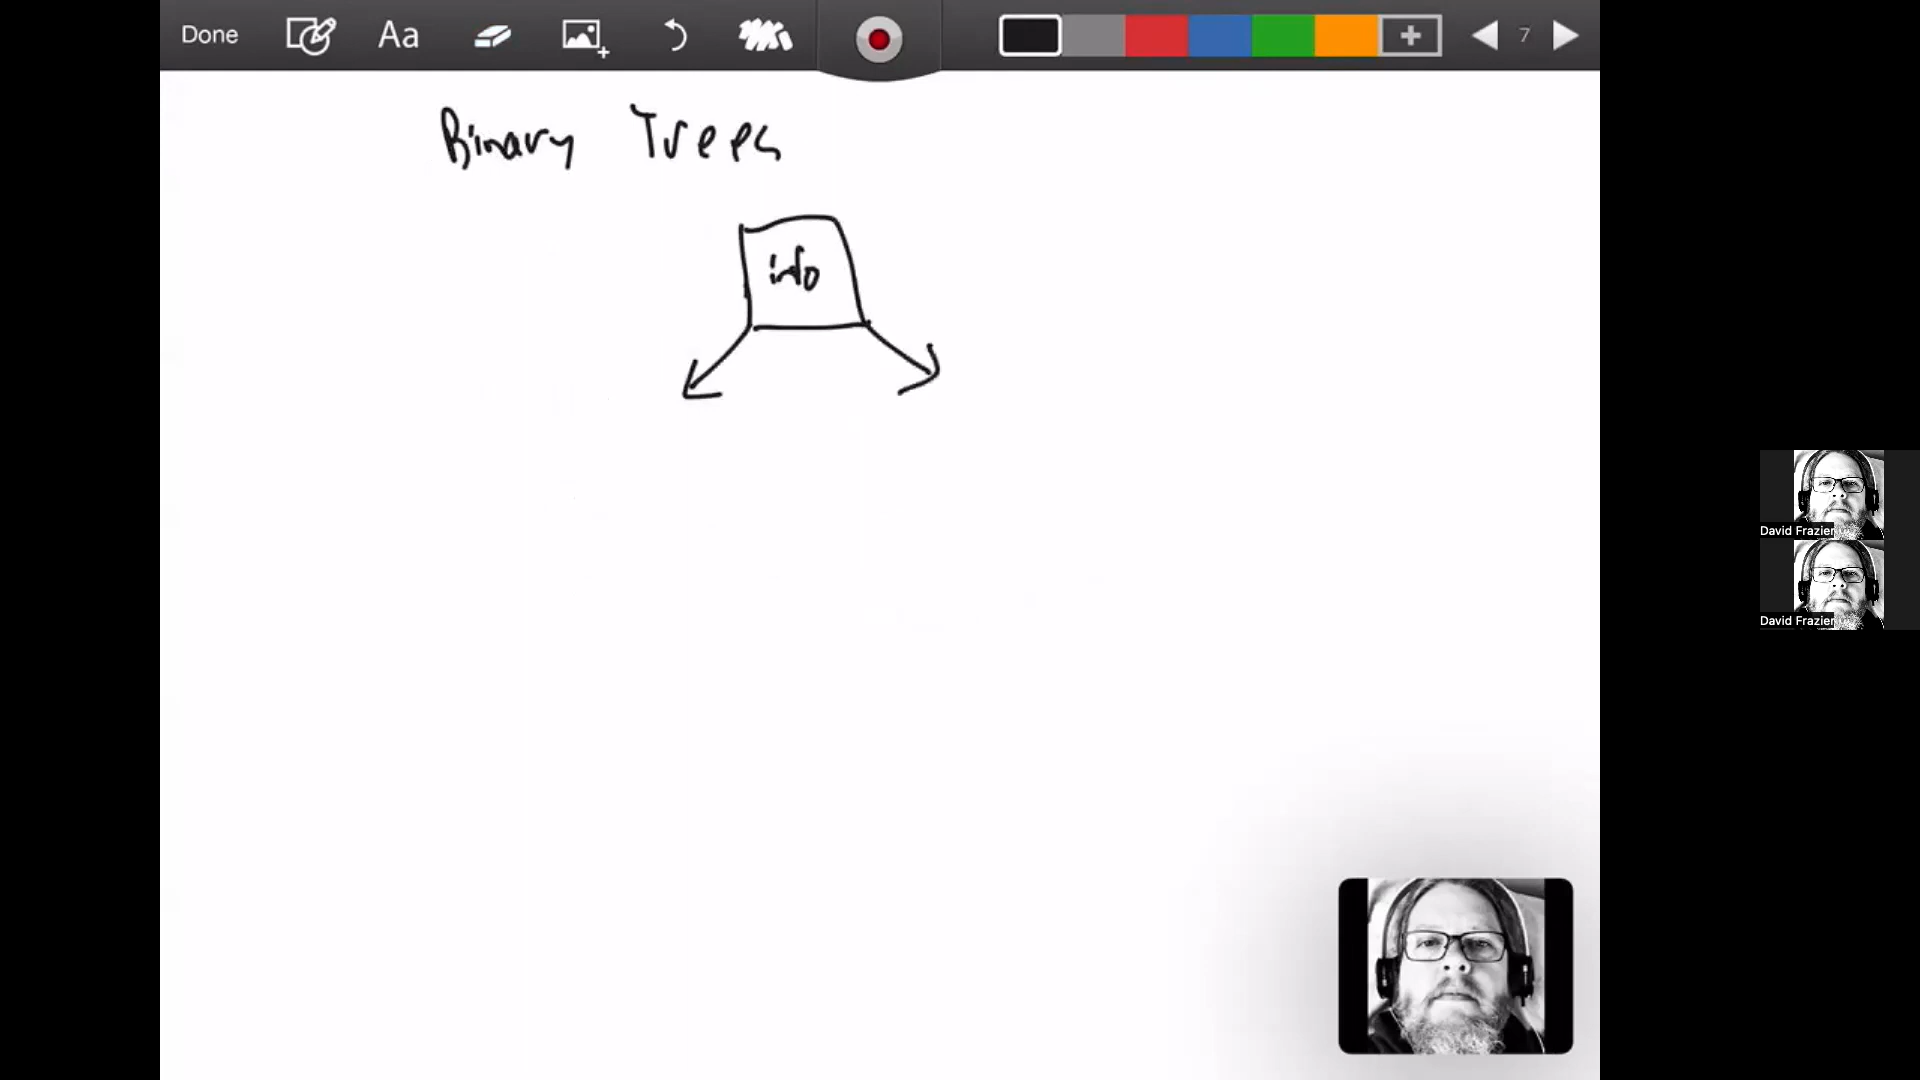 Done Aa 7
Binary Trees
info
David Frazier
David Frazier